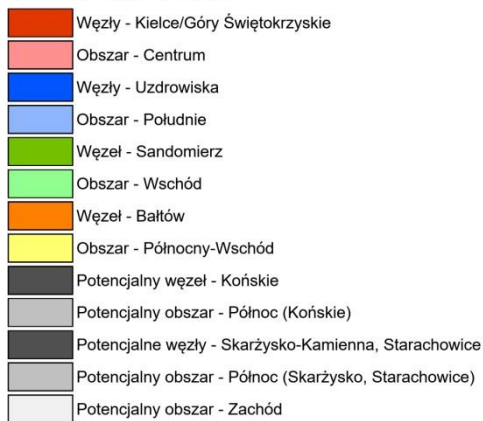 Węzły - Kielce/Góry Świętokrzyskie
Obszar - Centrum
Węzły - Uzdrowiska
Obszar - Południe
Węzeł - Sandomierz
Obszar - Wschód
Węzeł - Bałtów
Obszar - Północny-Wschód
Potencjalny węzeł - Końskie
Potencjalny obszar - Północ (Końskie)
Potencjalne węzły - Skarżysko-Kamienna, Starachowice
Potencjalny obszar - Północ (Skarżysko, Starachowice)
Potencjalny obszar - Zachód